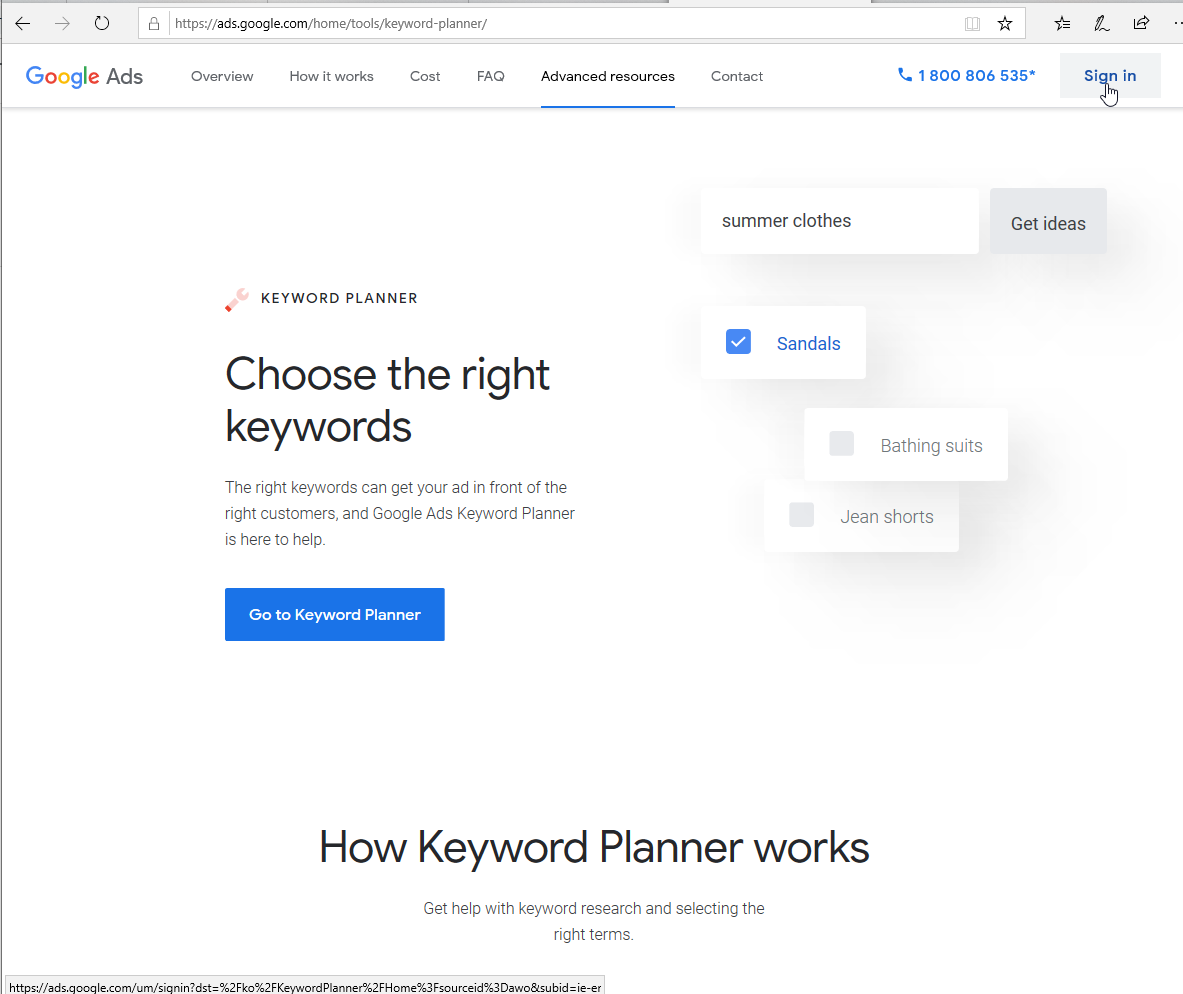 https://ads.google.com/home/tools/keyword-planner/
Google Ads Overview How it works Cost FAQ Advanced resources Contact 1 800 806 535* Sign in
summer clothes Get ideas
KEYWORD PLANNER
Sandals
Choose the right
keywords
Bathing suits
The right keywords can get your ad in front of the
right customers, and Google Ads Keyword Planner
is here to help.
Jean shorts
Go to Keyword Planner
How Keyword Planner works
Get help with keyword research and selecting the
right terms.
https://ads.google.com/um/signin?dst=%2Fko%2FKeywordPlanner%2FHome%3Fsourceid%3Dawo&subid=ie-er